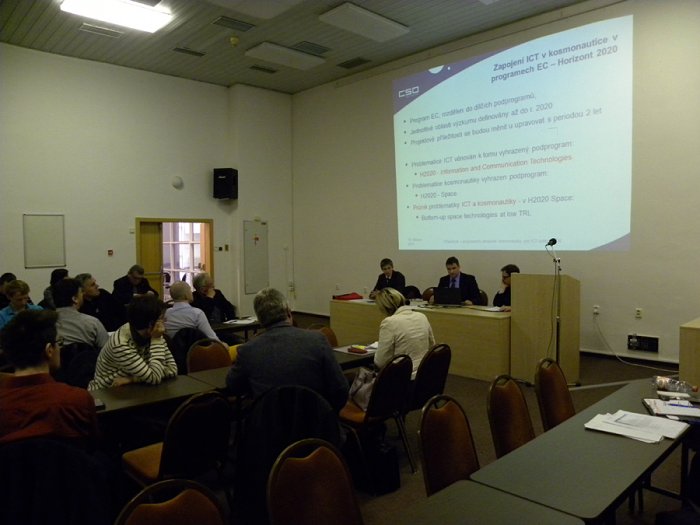 Zapojení ICT v kosmonautice v
programech EC – Horizont 2020
CSO
Program EC, rozdělen do dílčích podprogramů,
Jednotlivé oblasti výzkumu definovány až do r. 2020
Projektové příležitosti se budou měnit u upravovat s periodou 2 let
Problematice ICT věnován k tomu vyhrazený podprogram:
H2020 - Information and Communication Technologies
Problematice kosmonautiky vyhrazen podprogram:
H2020 - Space
Průnik problematiky ICT a kosmonautiky - v H2020 Space:
Bottom-up space technologies at low TRL